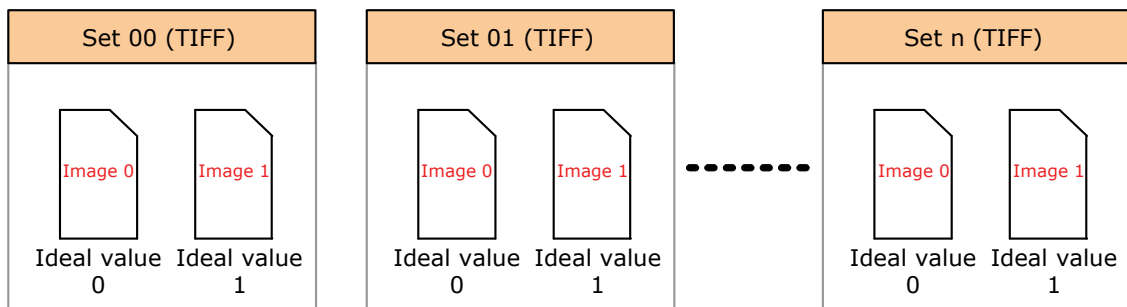 Set 00 (TIFF)
Image 0
Image 1
Ideal value
0
Ideal value
1
Set 01 (TIFF)
Image 0
Image 1
Ideal value
0
Ideal value
1
Set n (TIFF)
Image 0
Image 1
Ideal value
0
Ideal value
1